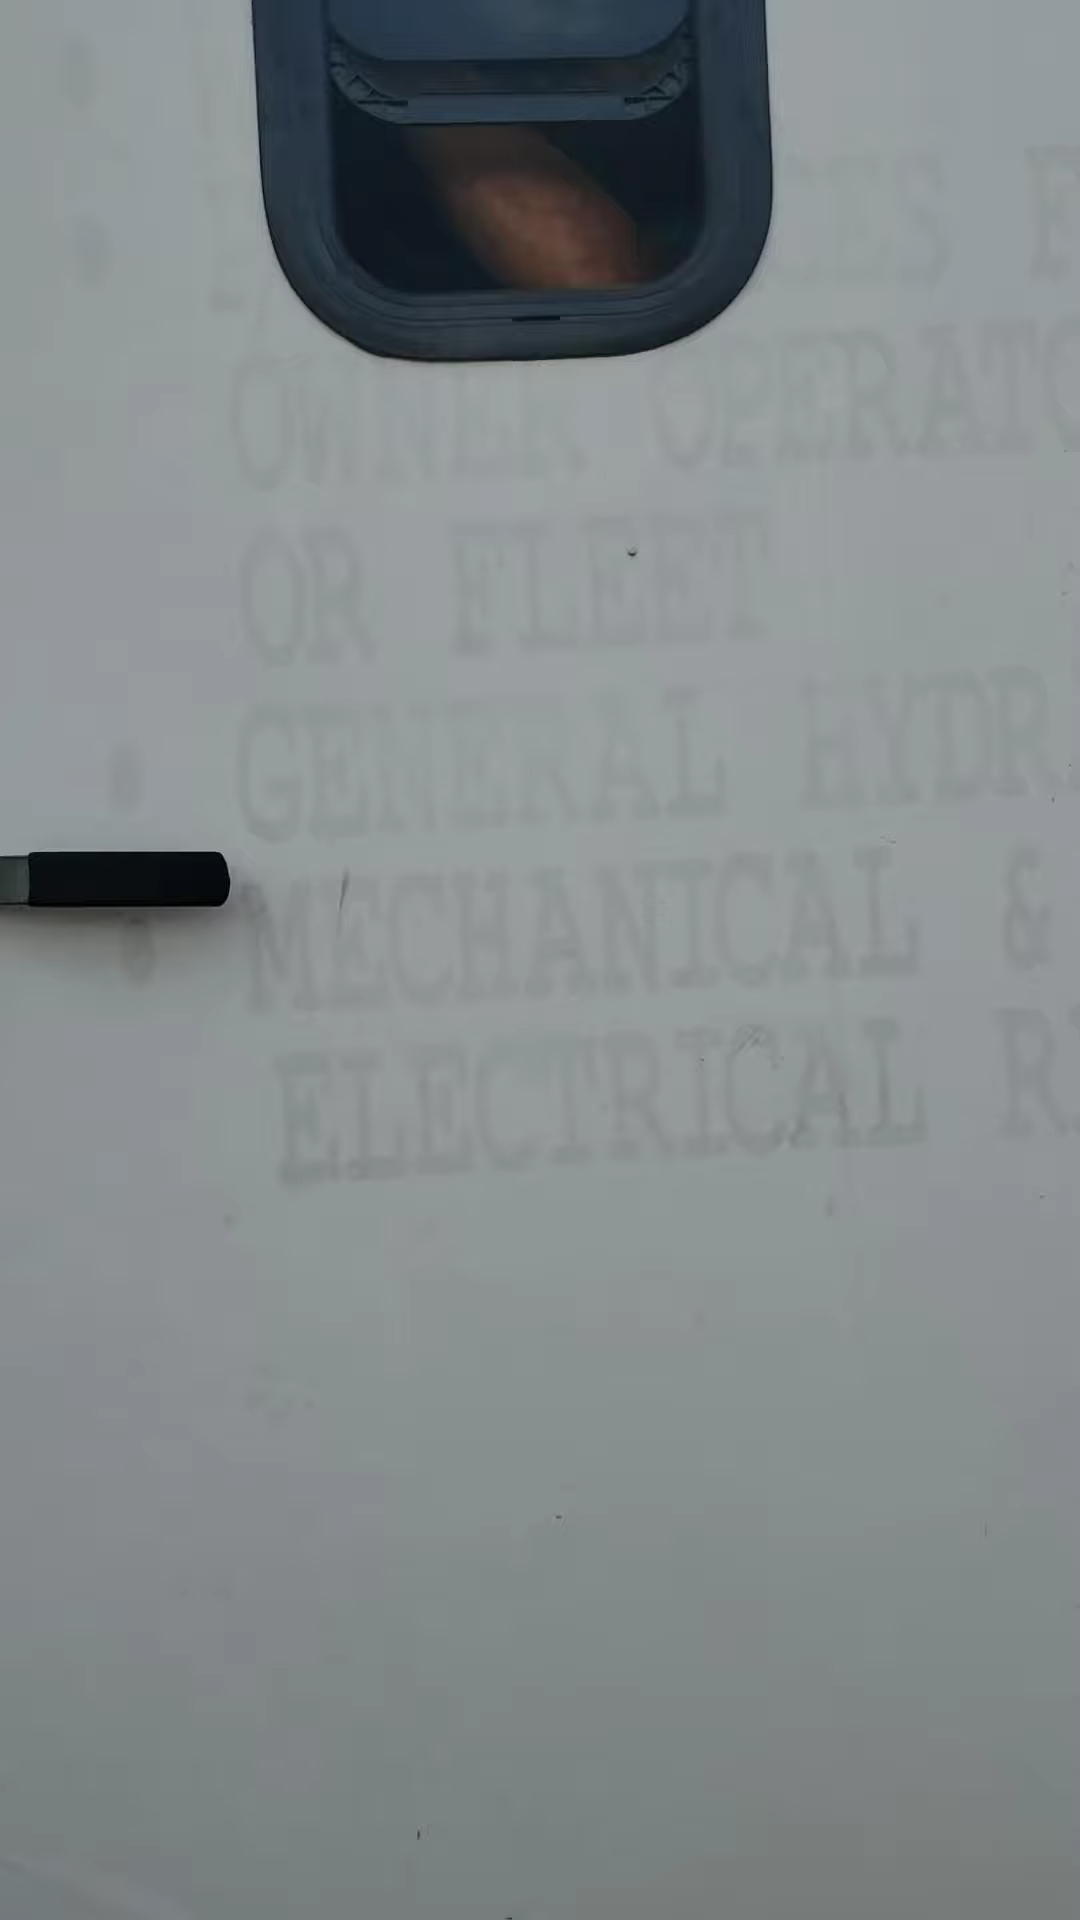 OWNER OPERATO
OR FLEET
GENERAL HYDR
MECHANICAL &
ELECTRICAL R